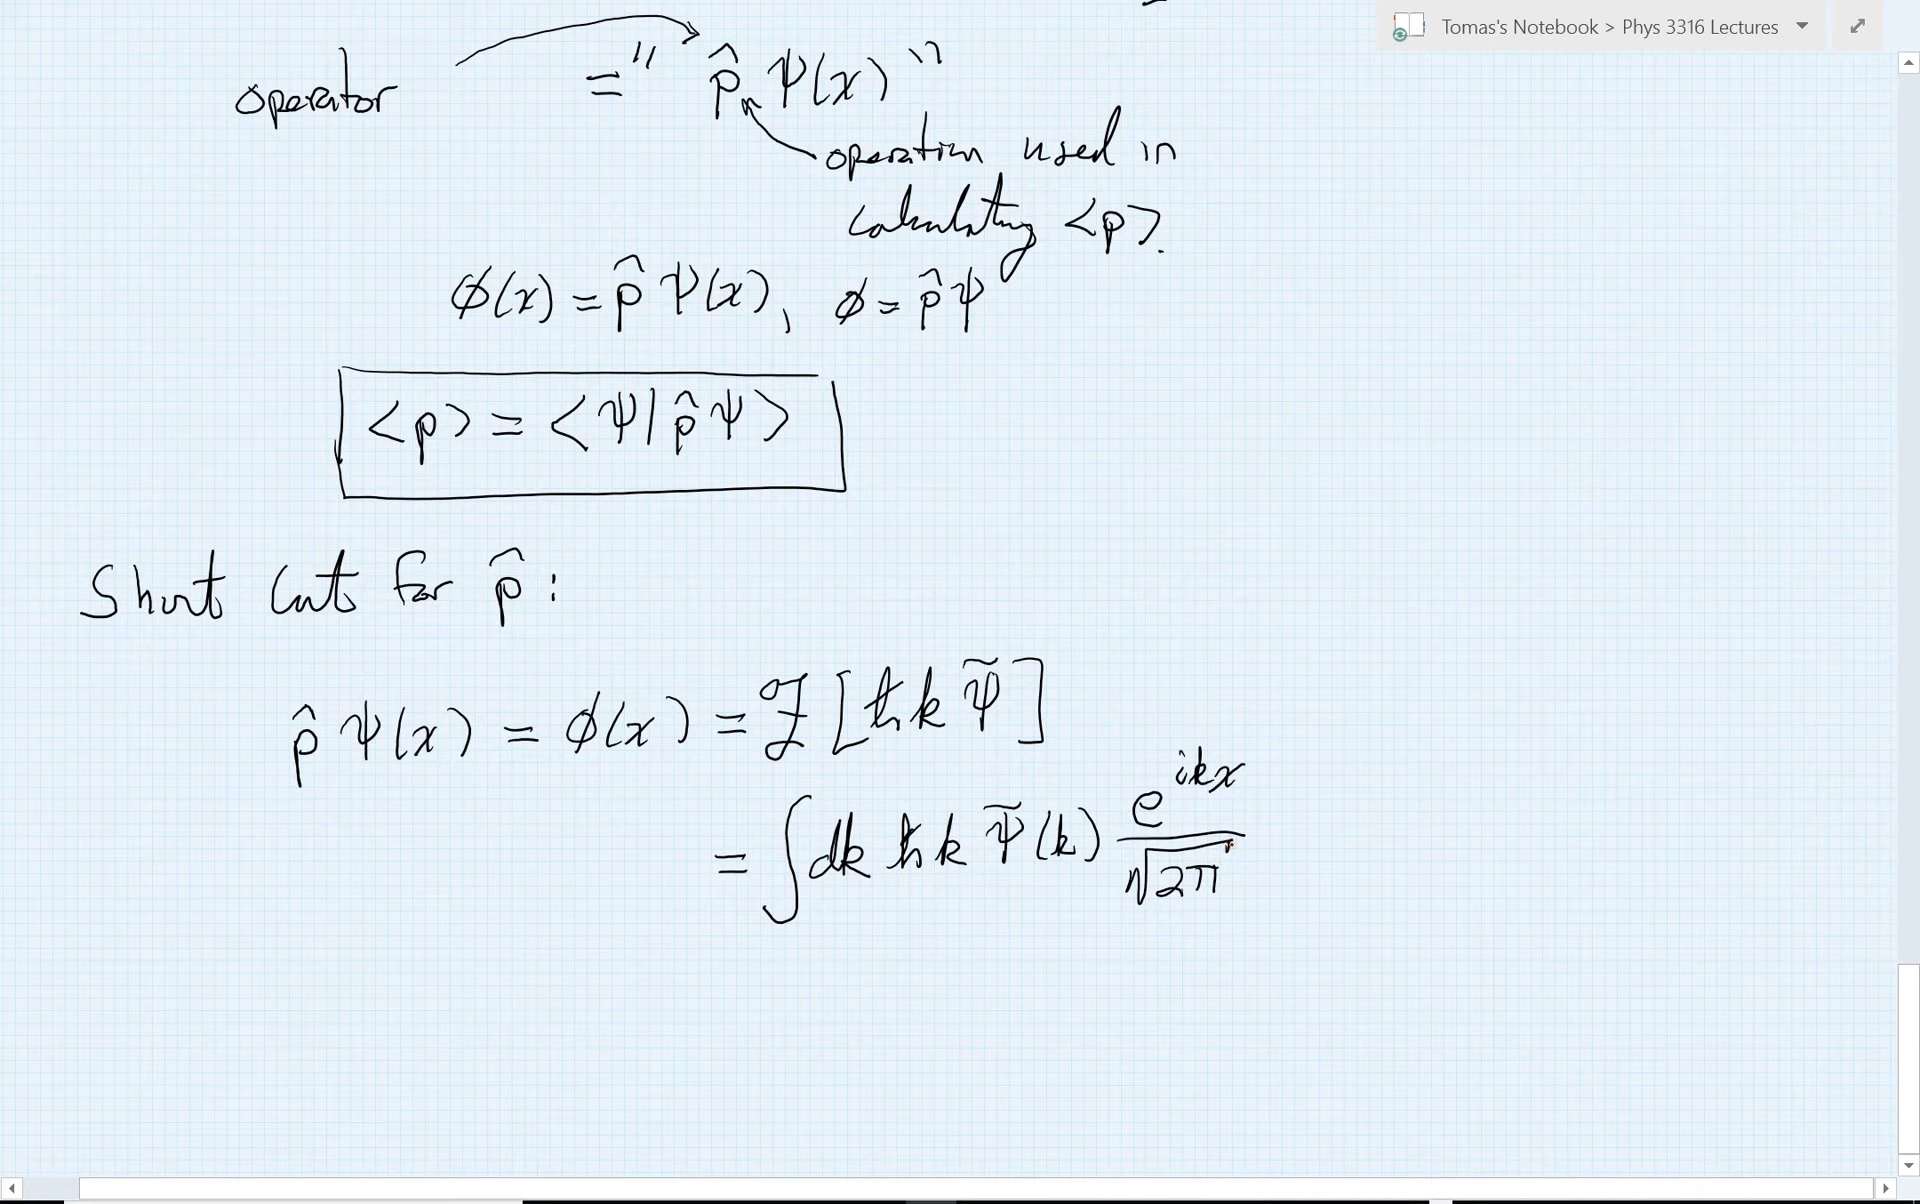 Tomas's Notebook > Phys 3316 Lectures
operator =" p̂ ψ(x) "
operation used in
calculating <p>.
ϕ(x) = p̂ ψ(x), ϕ = p̂ψ
<p> = <ψ|p̂ψ>
Short Cuts for p̂ :
p̂ ψ(x) = ϕ(x) = ℱ [ħk ψ̃]
= ∫dk ħk ψ̃(k) e^{ikx}/√2π